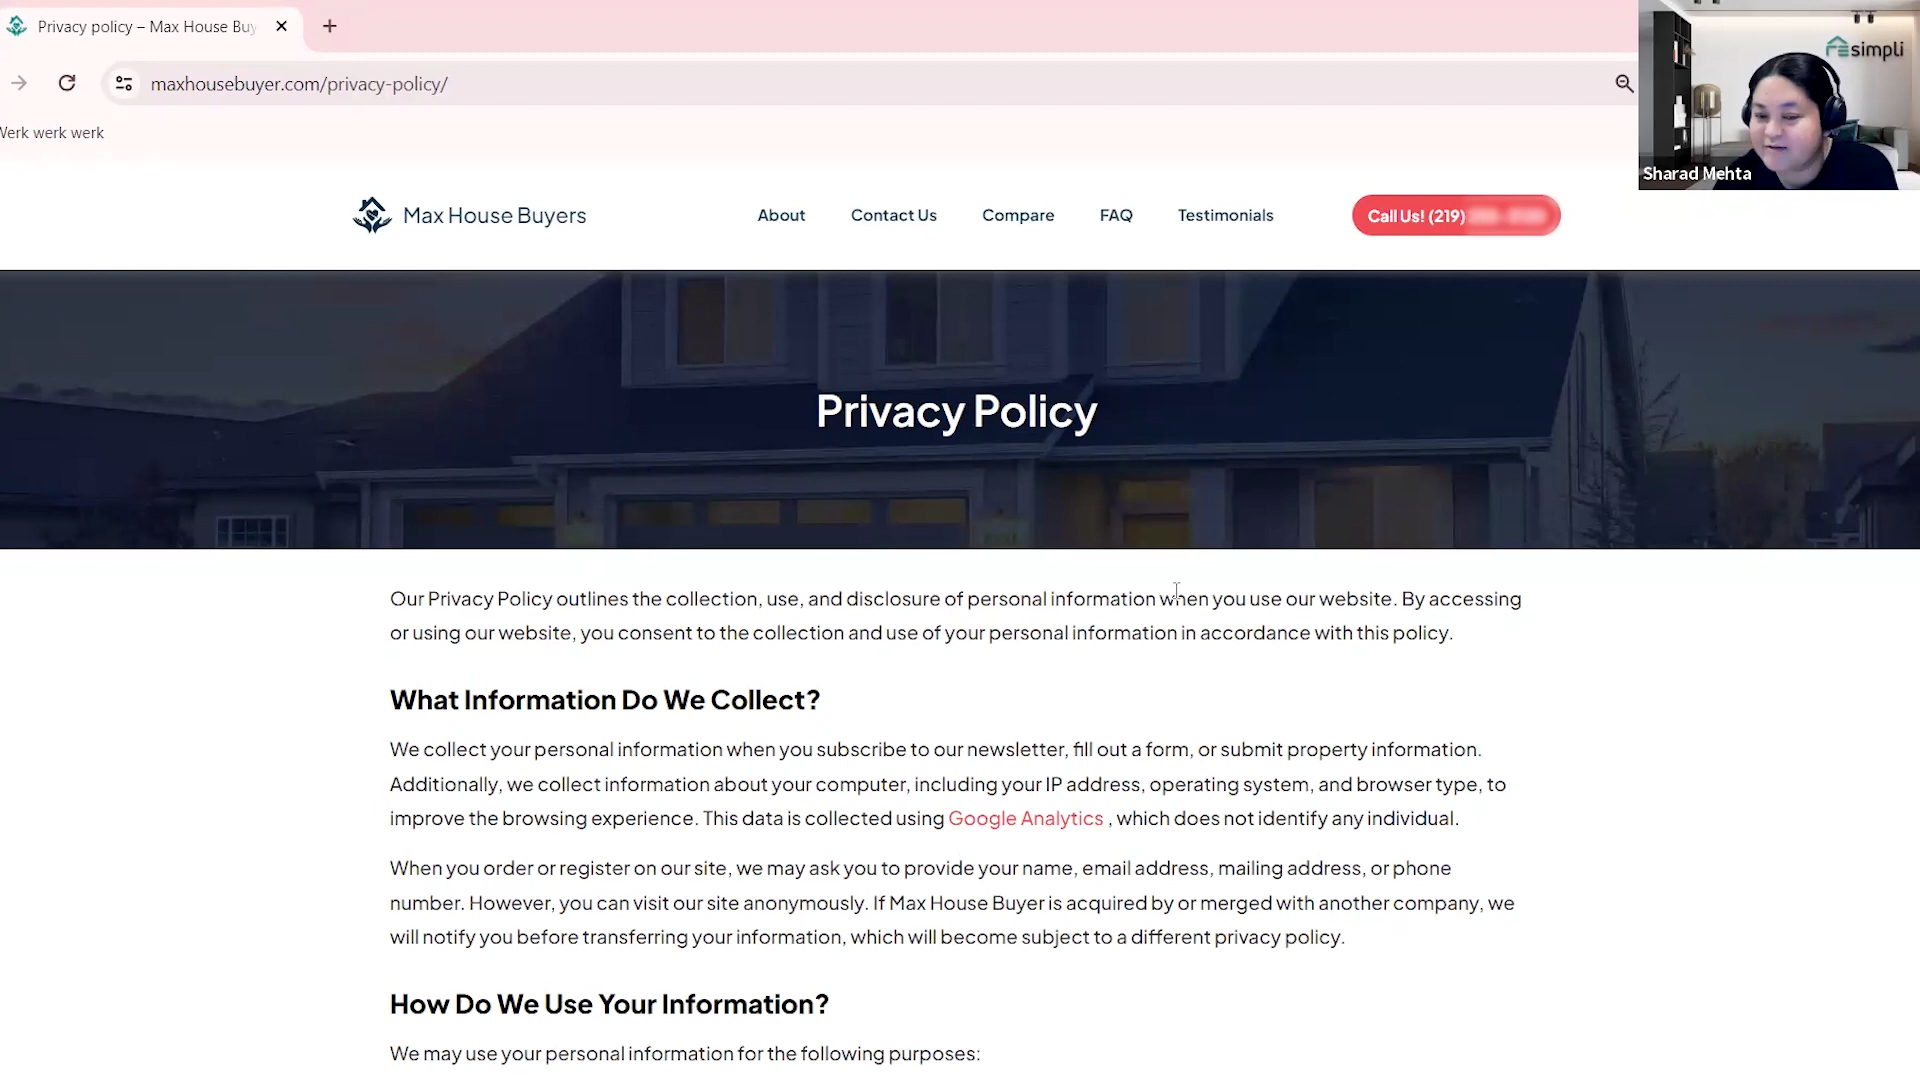 Privacy policy – Max House Buy
maxhousebuyer.com/privacy-policy/
Werk werk werk
REsimpli
Sharad Mehta
Max House Buyers
About
Contact Us
Compare
FAQ
Testimonials
Call Us! (219)
Privacy Policy
Our Privacy Policy outlines the collection, use, and disclosure of personal information when you use our website. By accessing
or using our website, you consent to the collection and use of your personal information in accordance with this policy.
What Information Do We Collect?
We collect your personal information when you subscribe to our newsletter, fill out a form, or submit property information.
Additionally, we collect information about your computer, including your IP address, operating system, and browser type, to
improve the browsing experience. This data is collected using Google Analytics , which does not identify any individual.
When you order or register on our site, we may ask you to provide your name, email address, mailing address, or phone
number. However, you can visit our site anonymously. If Max House Buyer is acquired by or merged with another company, we
will notify you before transferring your information, which will become subject to a different privacy policy.
How Do We Use Your Information?
We may use your personal information for the following purposes: